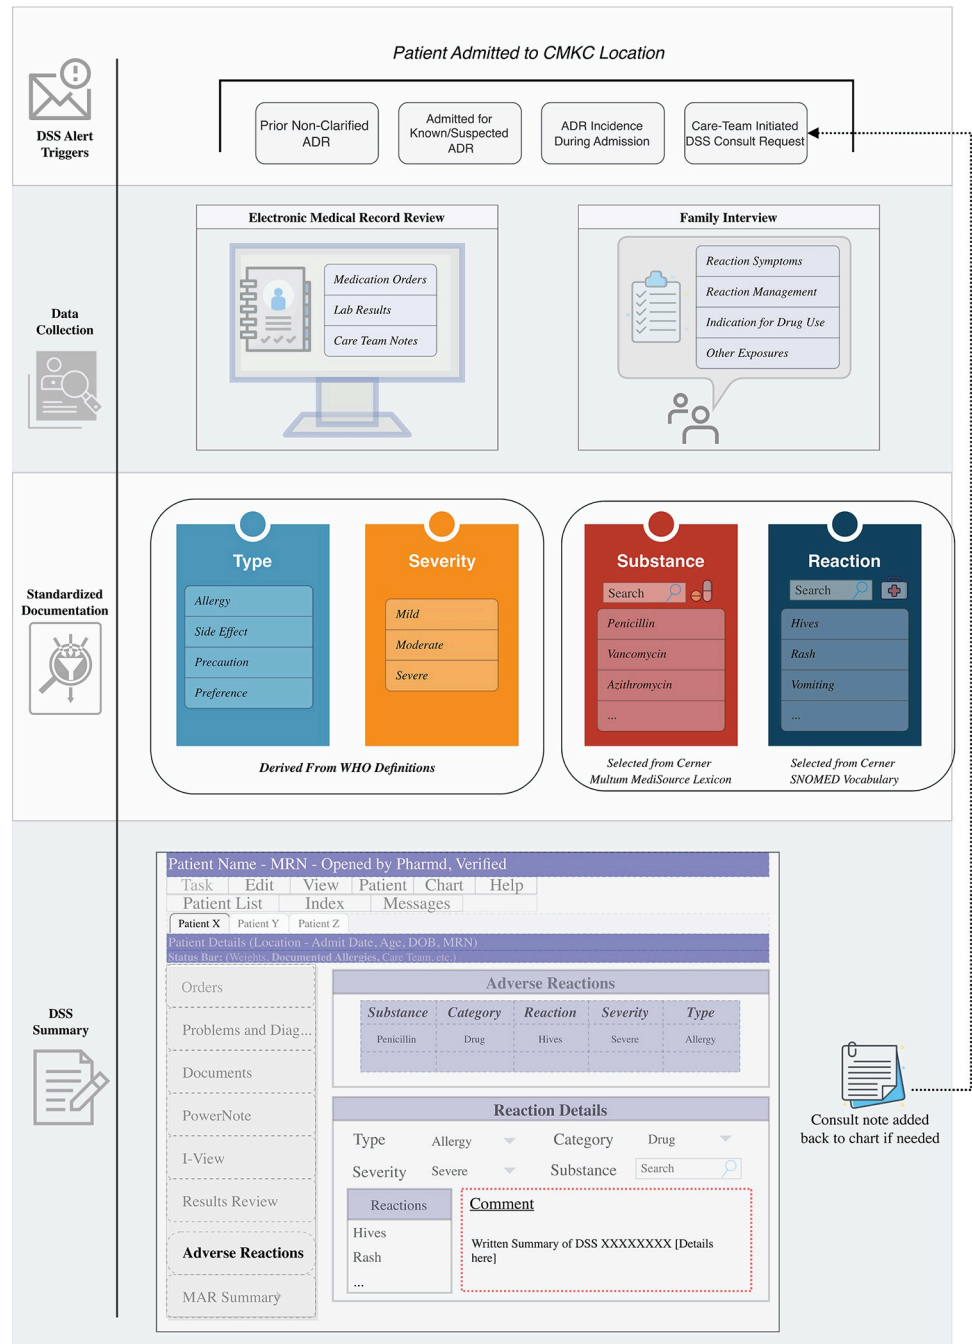 Patient Admitted to CMKC Location
DSS Alert
Triggers
Prior Non-Clarified
ADR
Admitted for
Known/Suspected
ADR
ADR Incidence
During Admission
Care-Team Initiated
DSS Consult Request
Data
Collection
Electronic Medical Record Review
Medication Orders
Lab Results
Care Team Notes
Family Interview
Reaction Symptoms
Reaction Management
Indication for Drug Use
Other Exposures
Standardized
Documentation
Type
Allergy
Side Effect
Precaution
Preference
Severity
Mild
Moderate
Severe
Derived From WHO Definitions
Substance
Search
Penicillin
Vancomycin
Azithromycin
...
Selected from Cerner
Multum MediSource Lexicon
Reaction
Search
Hives
Rash
Vomiting
...
Selected from Cerner
SNOMED Vocabulary
DSS
Summary
Patient Name - MRN - Opened by Pharmd, Verified
Task Edit View Patient Chart Help
Patient List Index Messages
Patient X Patient Y Patient Z
Patient Details (Location - Admit Date, Age, DOB, MRN)
Status Bar: (Weights, Documented Allergies, Care Team, etc.)
Orders
Problems and Diag...
Documents
PowerNote
I-View
Results Review
Adverse Reactions
MAR Summary
Adverse Reactions
Substance Category Reaction Severity Type
Penicillin Drug Hives Severe Allergy
Reaction Details
Type Allergy Category Drug
Severity Severe Substance Search
Reactions
Hives
Rash
...
Comment
Written Summary of DSS XXXXXXXX [Details
here]
Consult note added
back to chart if needed